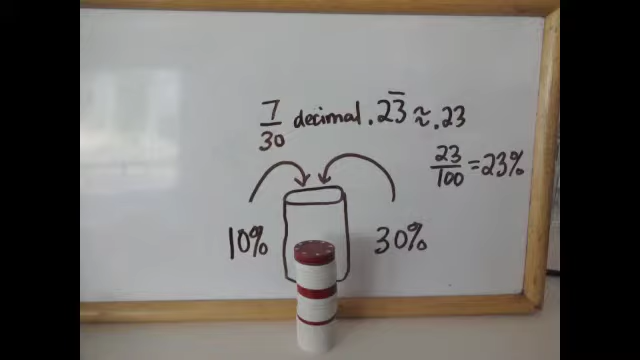 7/30 decimal .23̅ ≈ .23
23/100 = 23%
10% 30%